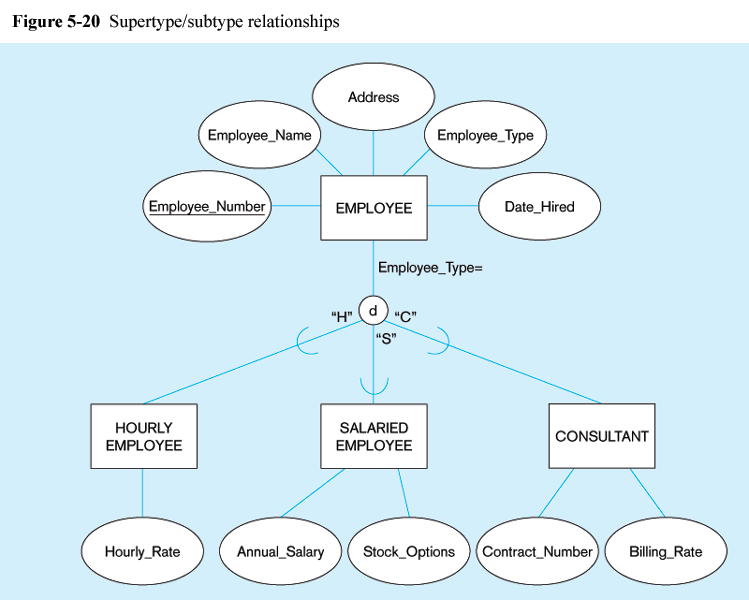 Figure 5-20 Supertype/subtype relationships
Address
Employee_Name
Employee_Type
Employee_Number
EMPLOYEE
Date_Hired
Employee_Type=
“H”
d
“C”
“S”
HOURLY
EMPLOYEE
SALARIED
EMPLOYEE
CONSULTANT
Hourly_Rate
Annual_Salary
Stock_Options
Contract_Number
Billing_Rate